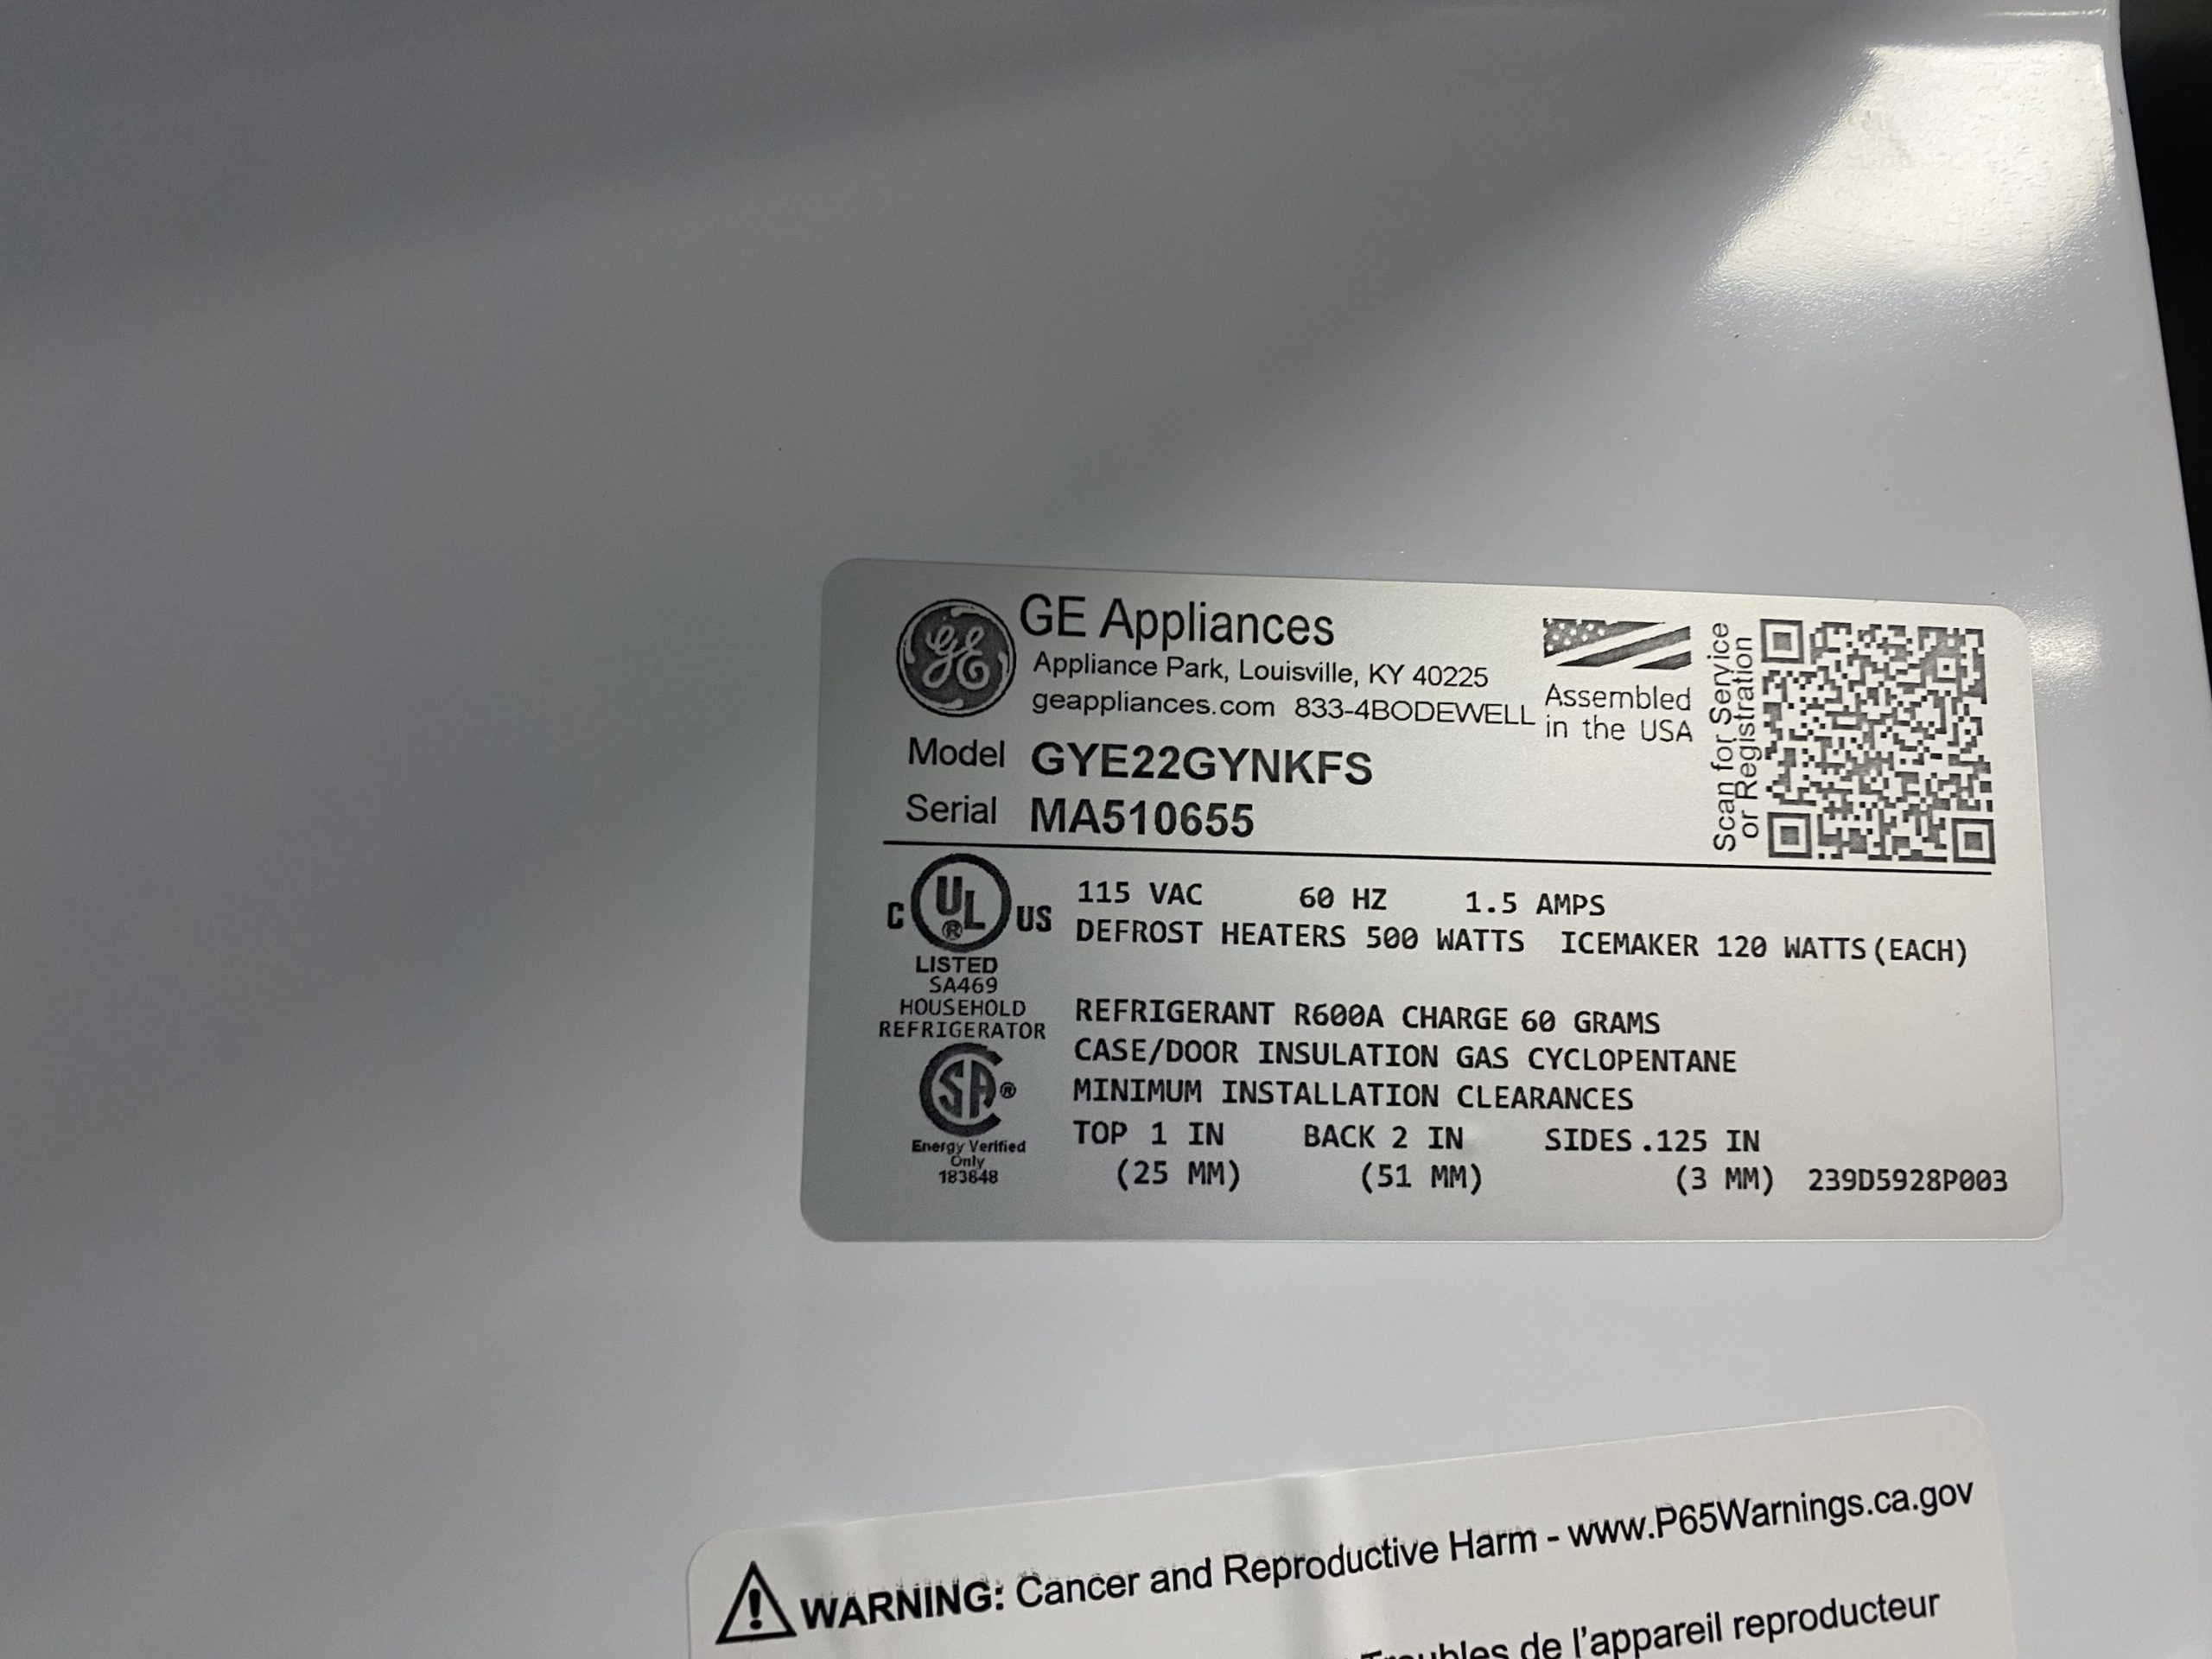 GE
GE Appliances
Appliance Park, Louisville, KY 40225
geappliances.com 833-4BODEWELL
Assembled
in the USA
Scan for Service
or Registration
Model GYE22GYNKFS
Serial MA510655
C UL® US
LISTED
SA469
HOUSEHOLD
REFRIGERATOR
115 VAC 60 HZ 1.5 AMPS
DEFROST HEATERS 500 WATTS ICEMAKER 120 WATTS(EACH)
REFRIGERANT R600A CHARGE 60 GRAMS
CASE/DOOR INSULATION GAS CYCLOPENTANE
MINIMUM INSTALLATION CLEARANCES
TOP 1 IN BACK 2 IN SIDES .125 IN
(25 MM) (51 MM) (3 MM) 239D5928P003
SA®
Energy Verified
Only
183848
WARNING: Cancer and Reproductive Harm - www.P65Warnings.ca.gov
Troubles de l'appareil reproducteur